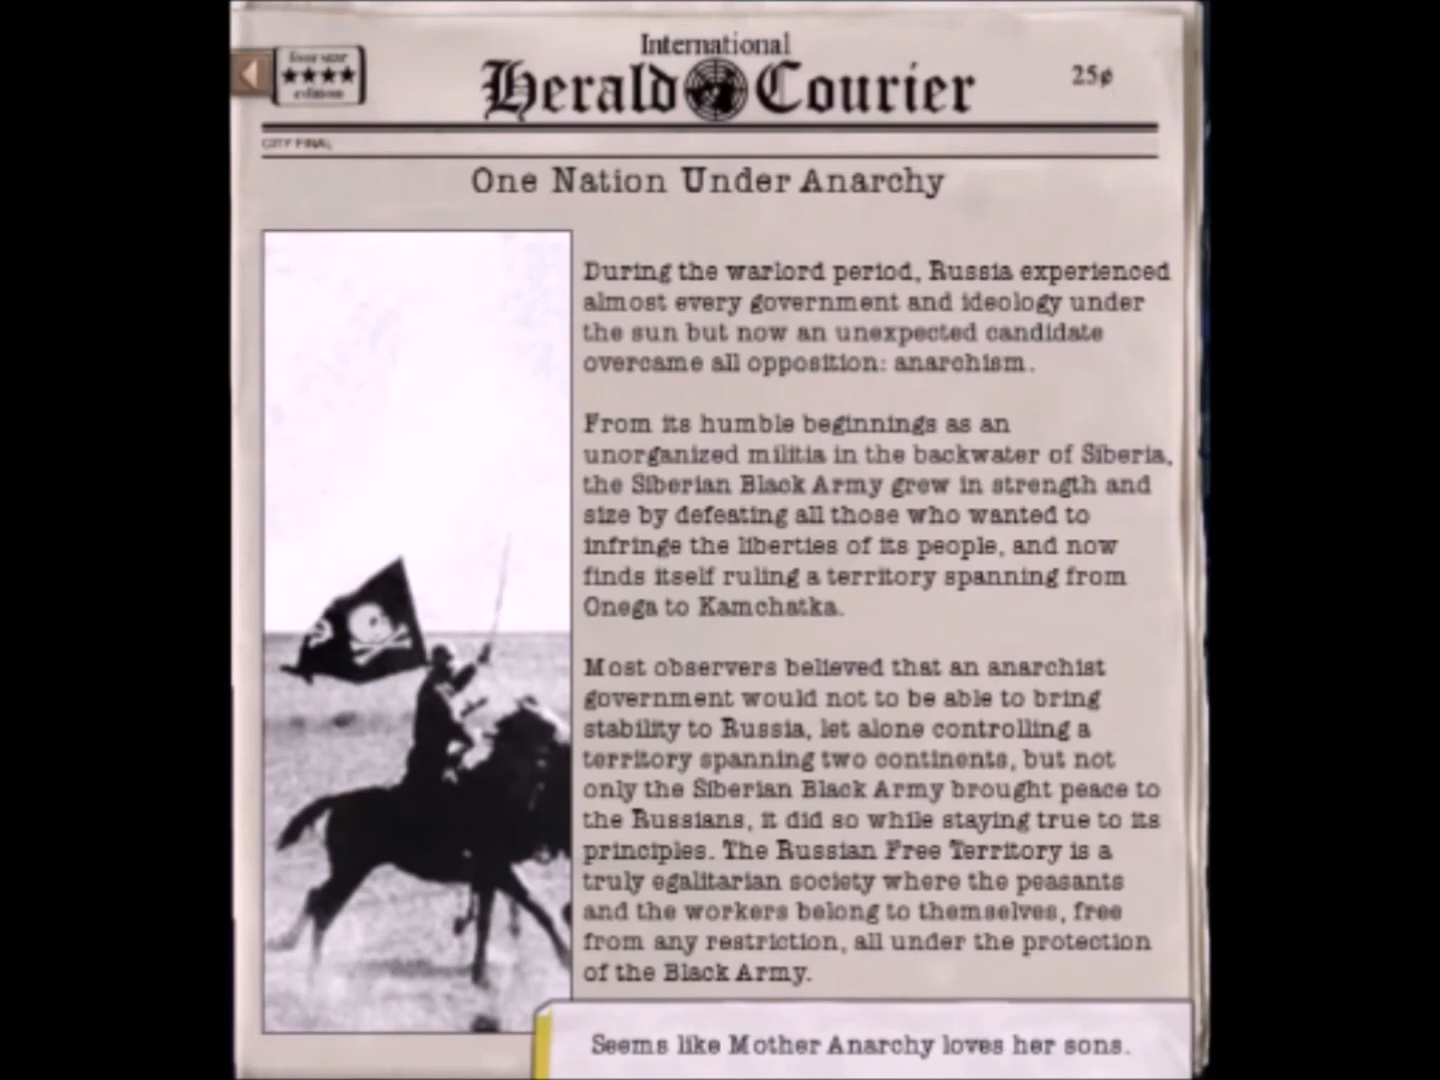 four star
★★★★
edition
International
Herald Courier
25¢
CITY FINAL
One Nation Under Anarchy
During the warlord period, Russia experienced
almost every government and ideology under
the sun but now an unexpected candidate
overcame all opposition: anarchism.
From its humble beginnings as an
unorganized militia in the backwater of Siberia,
the Siberian Black Army grew in strength and
size by defeating all those who wanted to
infringe the liberties of its people, and now
finds itself ruling a territory spanning from
Onega to Kamchatka.
Most observers believed that an anarchist
government would not to be able to bring
stability to Russia, let alone controlling a
territory spanning two continents, but not
only the Siberian Black Army brought peace to
the Russians, it did so while staying true to its
principles. The Russian Free Territory is a
truly egalitarian society where the peasants
and the workers belong to themselves, free
from any restriction, all under the protection
of the Black Army.
Seems like Mother Anarchy loves her sons.